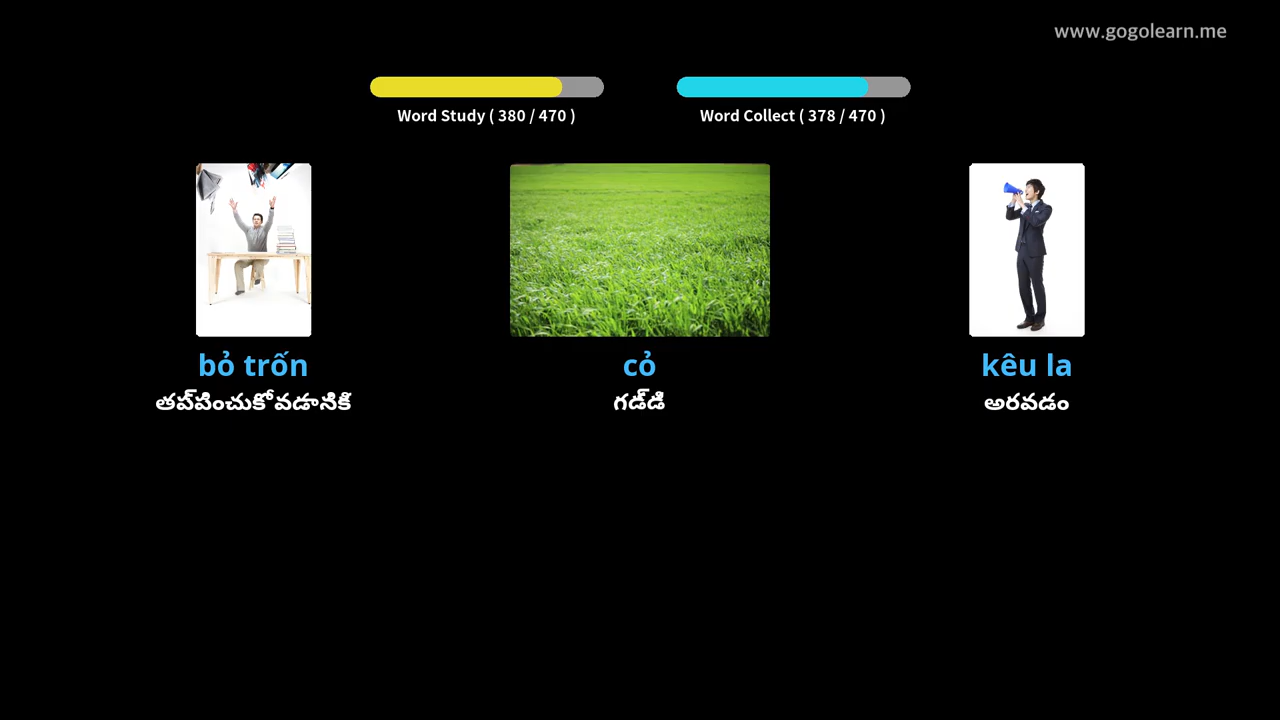 www.gogolearn.me
Word Study ( 380 / 470 )
Word Collect ( 378 / 470 )
bỏ trốn
cỏ
kêu la
తప్పించుకోవడానికి
గడ్డి
అరవడం